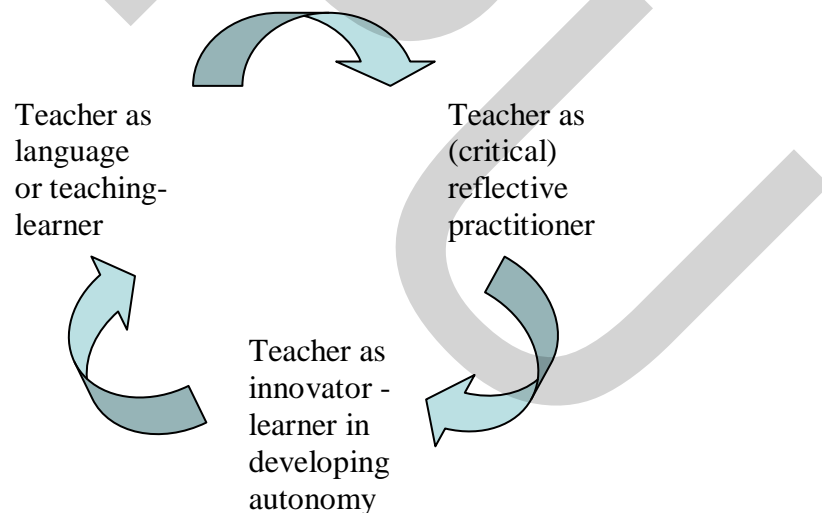 Teacher as
language
or teaching-
learner
Teacher as
(critical)
reflective
practitioner
Teacher as
innovator -
learner in
developing
autonomy